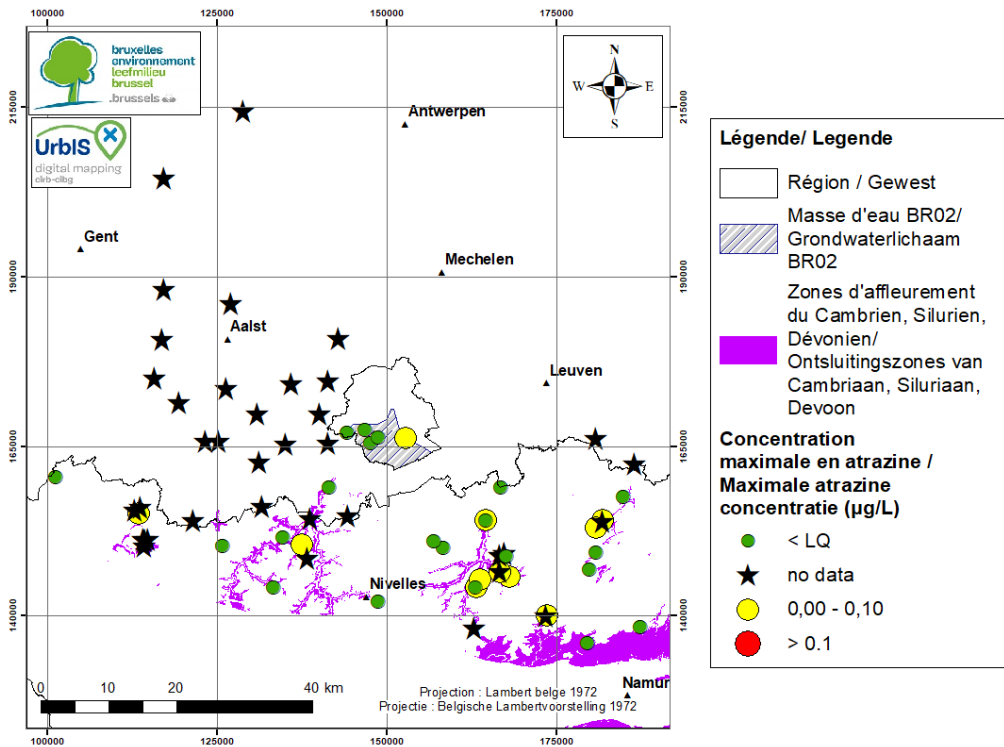 100000
125000
150000
175000
bruxelles
environnement
leefmilieu
brussel
.brussels
UrbIS
digital mapping
cirb-cibg
N
W
E
S
215000
215000
Antwerpen
Gent
Mechelen
190000
190000
Aalst
Leuven
165000
165000
Nivelles
140000
140000
Namur
0
10
20
40 km
Projection : Lambert belge 1972
Projectie : Belgische Lambertvoorstelling 1972
100000
125000
150000
175000
Légende/ Legende
Région / Gewest
Masse d'eau BR02/
Grondwaterlichaam
BR02
Zones d'affleurement
du Cambrien, Silurien,
Dévonien/
Ontsluitingszones van
Cambriaan, Siluriaan,
Devoon
Concentration
maximale en atrazine /
Maximale atrazine
concentratie (µg/L)
< LQ
no data
0,00 - 0,10
> 0.1